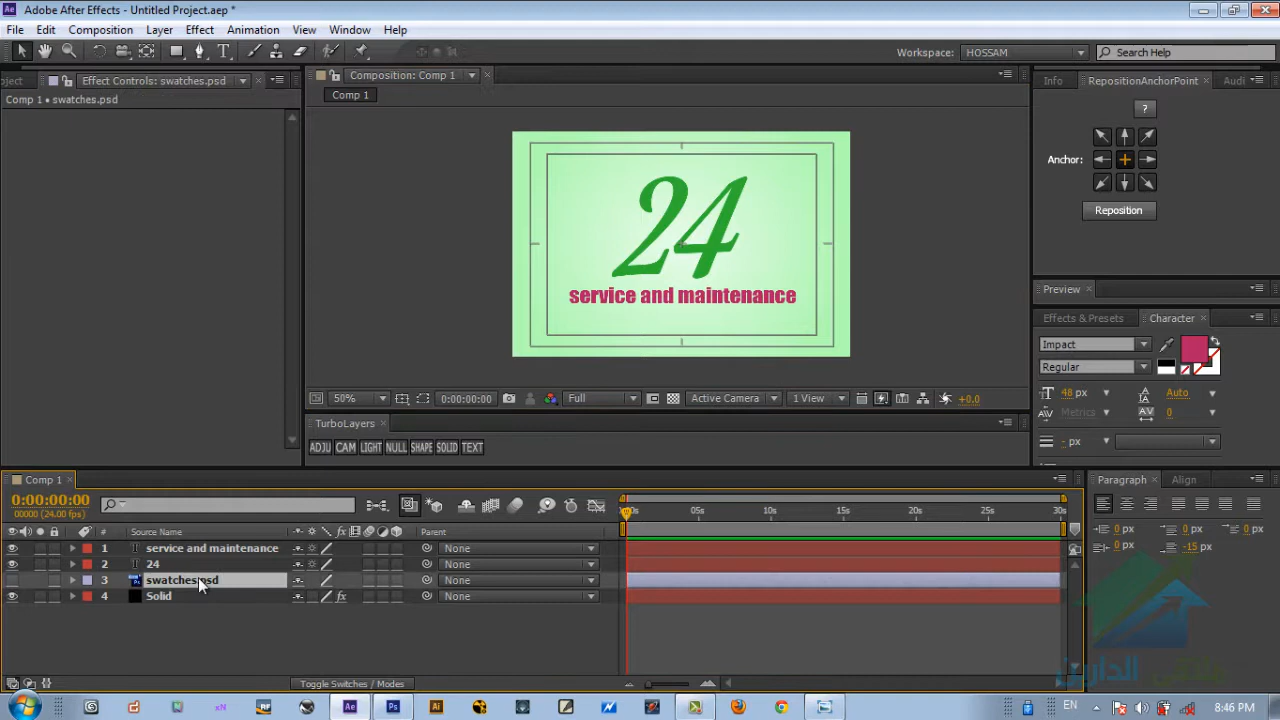 Adobe After Effects - Untitled Project.aep *
File Edit Composition Layer Effect Animation View Window Help
Workspace: HOSSAM Search Help
oject Effect Controls: swatches.psd
Comp 1 • swatches.psd
Composition: Comp 1
Comp 1
24
service and maintenance
50% 0:00:00:00 Full Active Camera 1 View +0.0
TurboLayers
ADJU CAM LIGHT NULL SHAPE SOLID TEXT
Info RepositionAnchorPoint Audi
?
Anchor:
Reposition
Preview
Effects & Presets Character
Impact
Regular
48 px Auto
Metrics 0
- px
Comp 1
0:00:00:00
00000 (24.00 fps)
# Source Name Parent
1 service and maintenance None
2 24 None
3 swatches.psd None
4 Solid None
00s 05s 10s 15s 20s 25s 30s
Toggle Switches / Modes
Paragraph Align
0 px 0 px 0 px
0 px -15 px
ملتقى الدارين
EN 8:46 PM